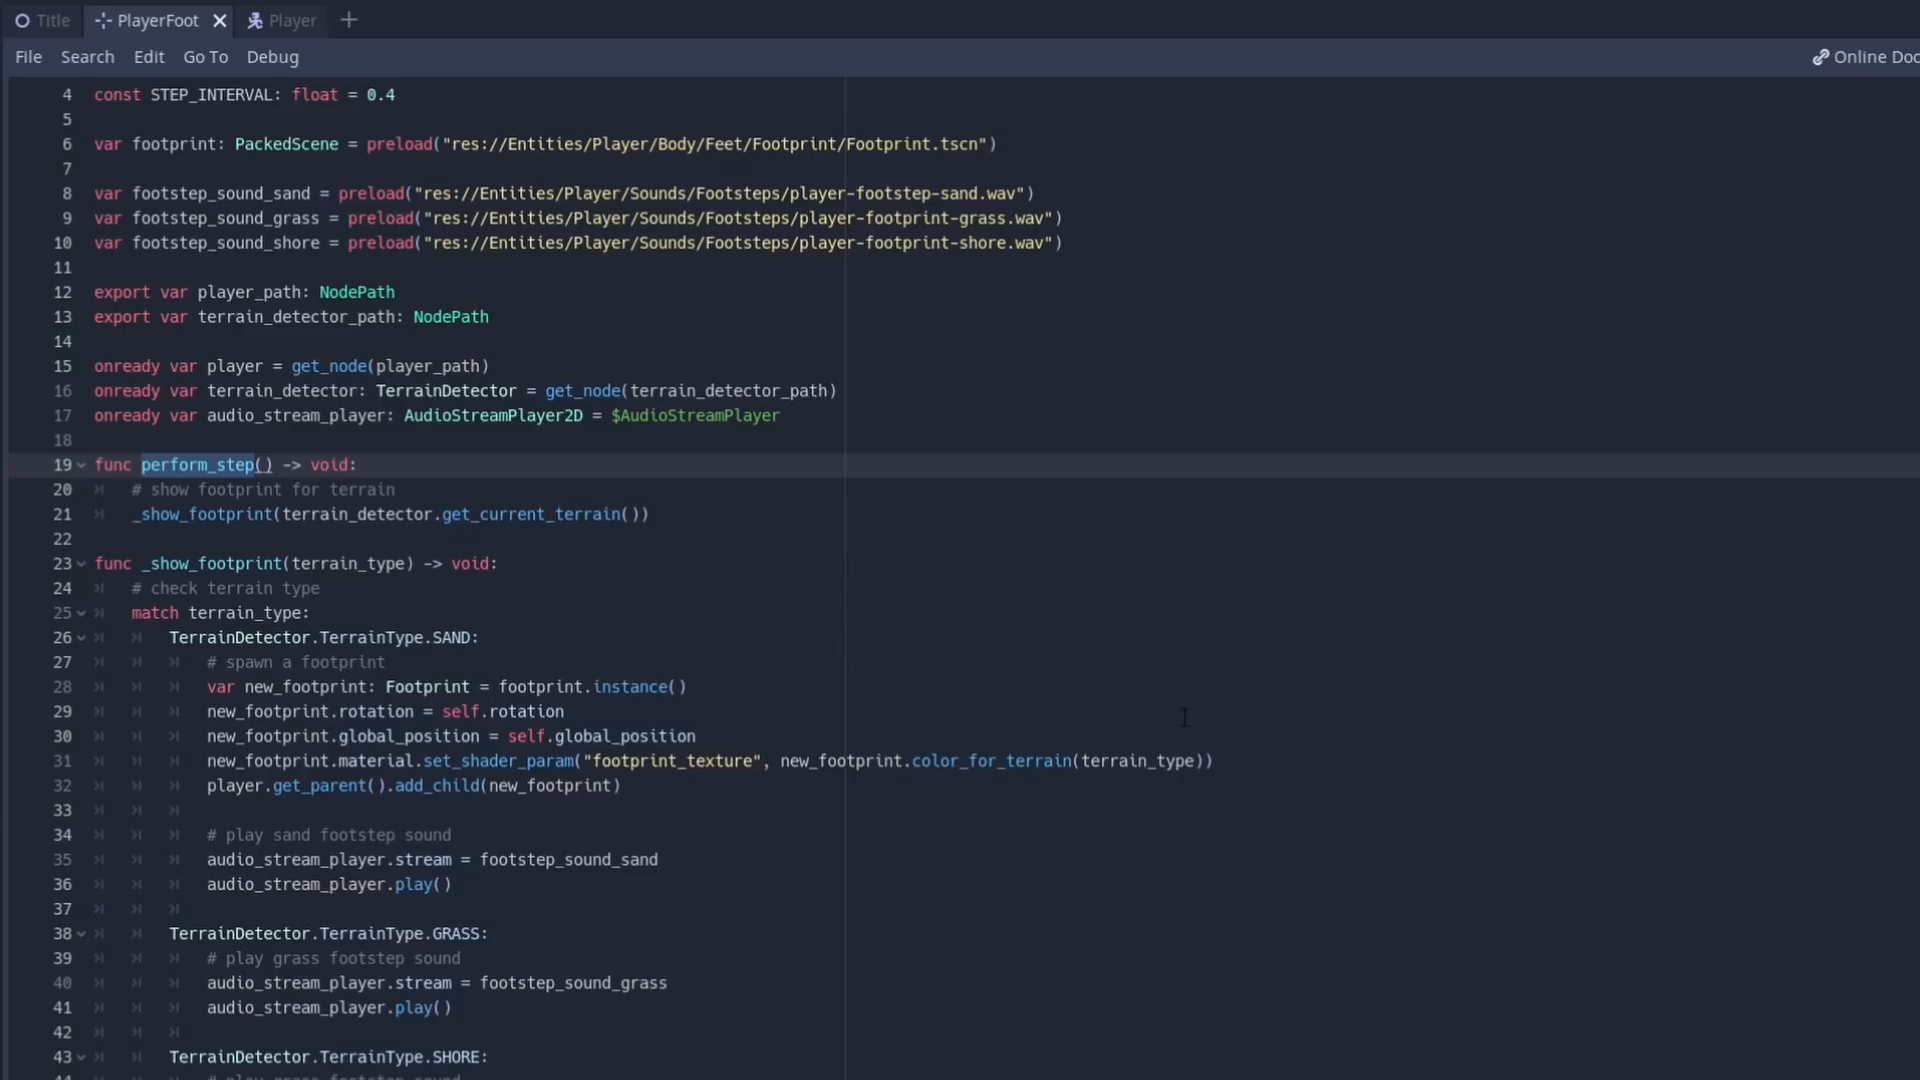 Title PlayerFoot Player
File Search Edit Go To Debug Online Doc
4 const STEP_INTERVAL: float = 0.4
5
6 var footprint: PackedScene = preload("res://Entities/Player/Body/Feet/Footprint/Footprint.tscn")
7
8 var footstep_sound_sand = preload("res://Entities/Player/Sounds/Footsteps/player-footstep-sand.wav")
9 var footstep_sound_grass = preload("res://Entities/Player/Sounds/Footsteps/player-footprint-grass.wav")
10 var footstep_sound_shore = preload("res://Entities/Player/Sounds/Footsteps/player-footprint-shore.wav")
11
12 export var player_path: NodePath
13 export var terrain_detector_path: NodePath
14
15 onready var player = get_node(player_path)
16 onready var terrain_detector: TerrainDetector = get_node(terrain_detector_path)
17 onready var audio_stream_player: AudioStreamPlayer2D = $AudioStreamPlayer
18
19 func perform_step() -> void:
20 # show footprint for terrain
21 _show_footprint(terrain_detector.get_current_terrain())
22
23 func _show_footprint(terrain_type) -> void:
24 # check terrain type
25 match terrain_type:
26 TerrainDetector.TerrainType.SAND:
27 # spawn a footprint
28 var new_footprint: Footprint = footprint.instance()
29 new_footprint.rotation = self.rotation
30 new_footprint.global_position = self.global_position
31 new_footprint.material.set_shader_param("footprint_texture", new_footprint.color_for_terrain(terrain_type))
32 player.get_parent().add_child(new_footprint)
33
34 # play sand footstep sound
35 audio_stream_player.stream = footstep_sound_sand
36 audio_stream_player.play()
37
38 TerrainDetector.TerrainType.GRASS:
39 # play grass footstep sound
40 audio_stream_player.stream = footstep_sound_grass
41 audio_stream_player.play()
42
43 TerrainDetector.TerrainType.SHORE:
44 # play grass footstep sound